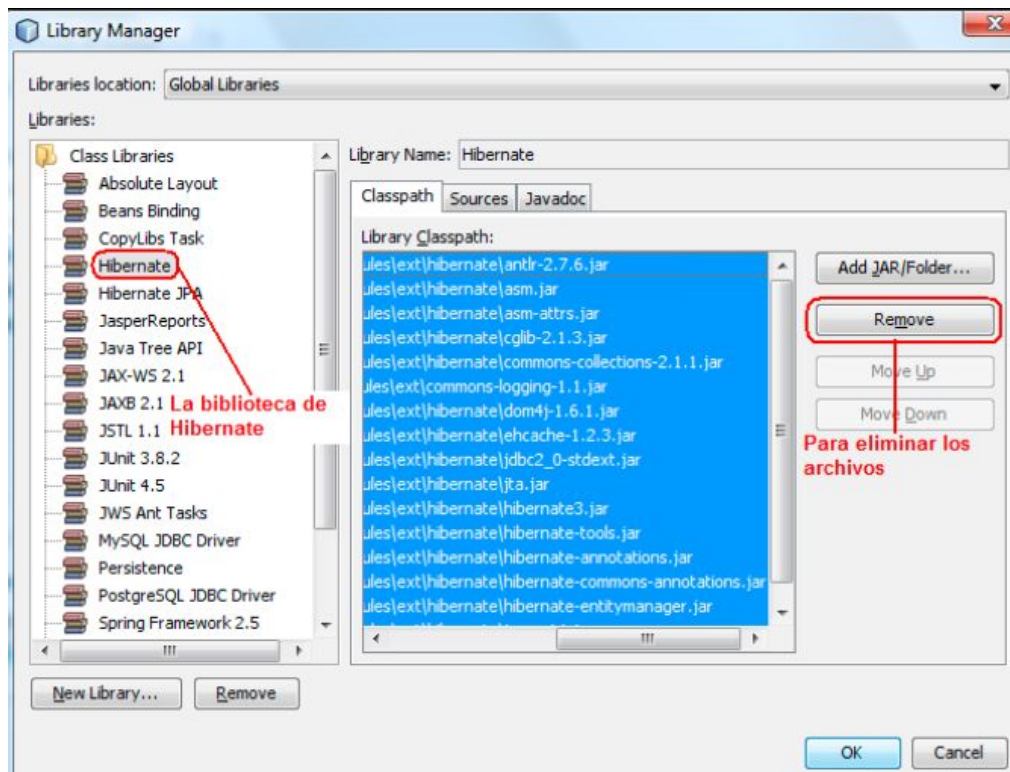 Library Manager
Libraries location: Global Libraries
Libraries:
Class Libraries
Absolute Layout
Beans Binding
CopyLibs Task
Hibernate
Hibernate JPA
JasperReports
Java Tree API
JAX-WS 2.1
JAXB 2.1
JSTL 1.1
JUnit 3.8.2
JUnit 4.5
JWS Ant Tasks
MySQL JDBC Driver
Persistence
PostgreSQL JDBC Driver
Spring Framework 2.5
La biblioteca de
Hibernate
New Library...
Remove
Library Name: Hibernate
Classpath
Sources
Javadoc
Library Classpath:
ules\ext\hibernate\antlr-2.7.6.jar
ules\ext\hibernate\asm.jar
ules\ext\hibernate\asm-attrs.jar
ules\ext\hibernate\cglib-2.1.3.jar
ules\ext\hibernate\commons-collections-2.1.1.jar
ules\ext\commons-logging-1.1.jar
ules\ext\hibernate\dom4j-1.6.1.jar
ules\ext\hibernate\ehcache-1.2.3.jar
ules\ext\hibernate\jdbc2_0-stdext.jar
ules\ext\hibernate\jta.jar
ules\ext\hibernate\hibernate3.jar
ules\ext\hibernate\hibernate-tools.jar
ules\ext\hibernate\hibernate-annotations.jar
ules\ext\hibernate\hibernate-commons-annotations.jar
ules\ext\hibernate\hibernate-entitymanager.jar
Add JAR/Folder...
Remove
Move Up
Move Down
Para eliminar los
archivos
OK
Cancel